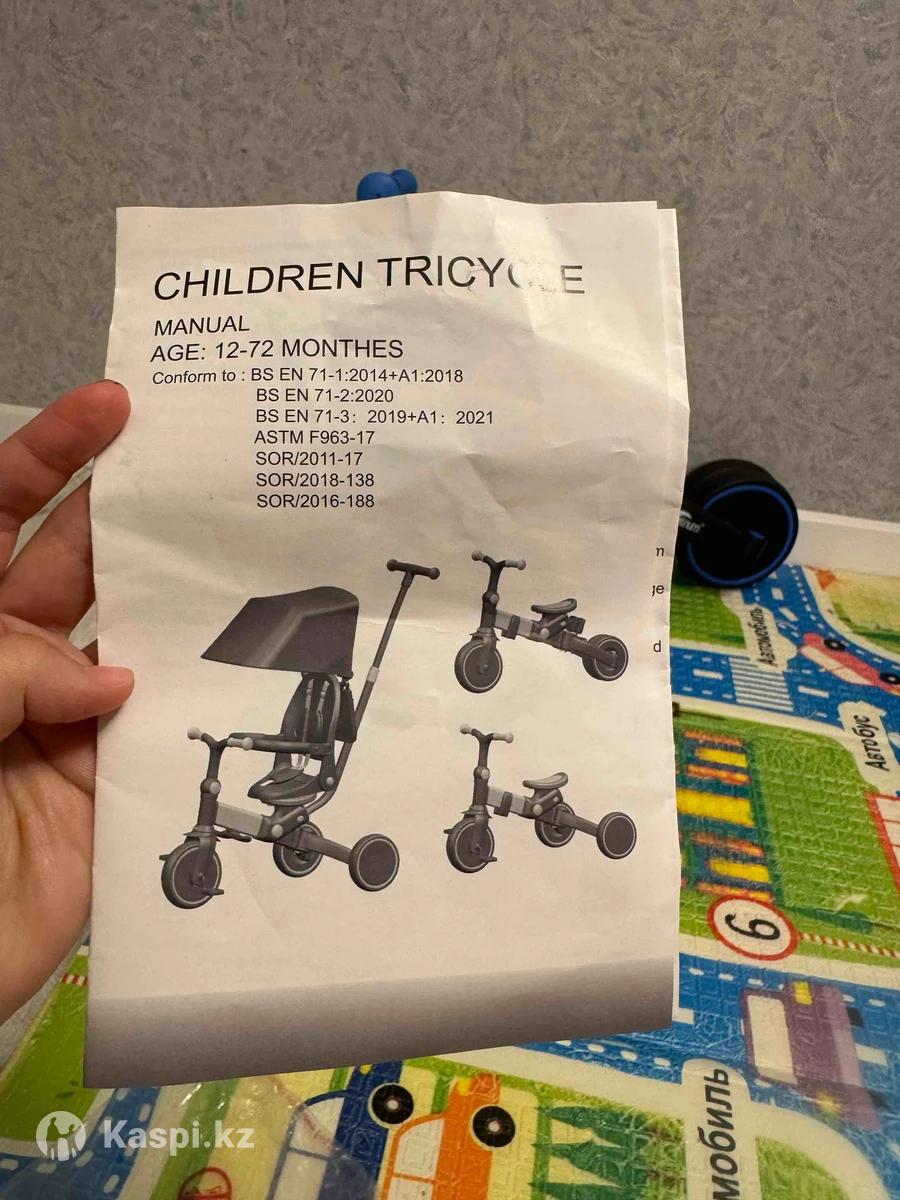 CHILDREN TRICYCLE
MANUAL
AGE: 12-72 MONTHES
Conform to : BS EN 71-1:2014+A1:2018
BS EN 71-2:2020
BS EN 71-3: 2019+A1: 2021
ASTM F963-17
SOR/2011-17
SOR/2018-138
SOR/2016-188
Автомобиль
Автобус
6
мобиль
Kaspi.kz